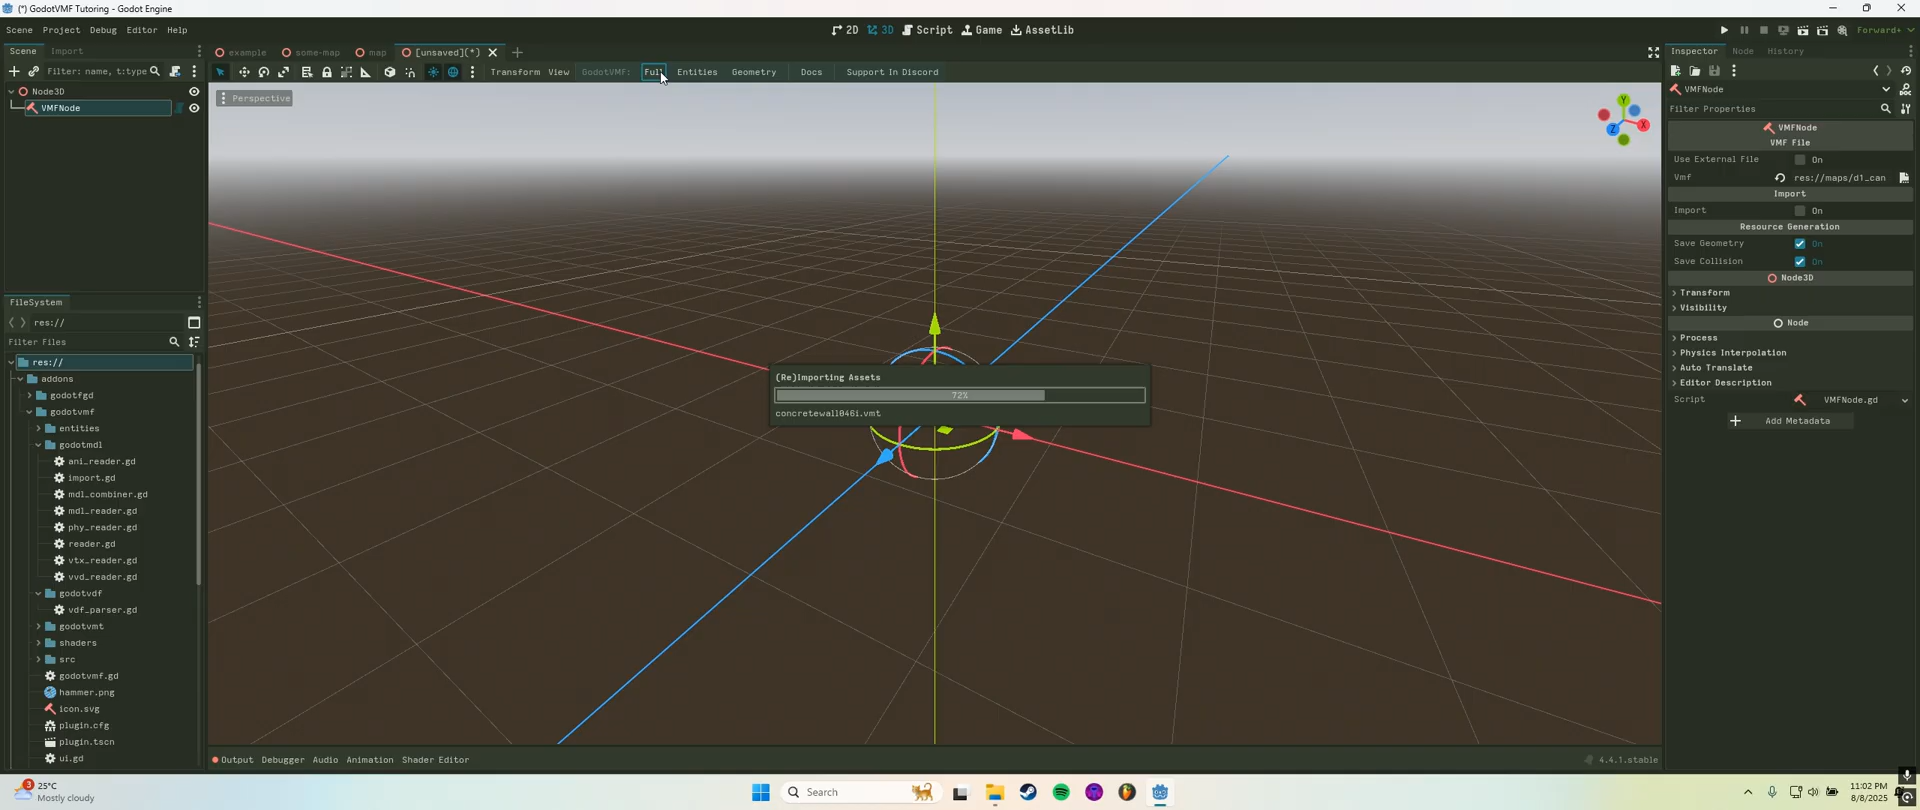 (*) GodotVMF Tutoring - Godot Engine
Scene Project Debug Editor Help
2D 3D Script Game AssetLib
Forward+
Scene Import
example some-map map [unsaved](*)
Inspector Node History
Filter: name, t:type
Transform View GodotVMF: Full Entities Geometry Docs Support In Discord
Node3D
VMFNode
Perspective
Y
X
Z
VMFNode
Filter Properties
VMFNode
VMF File
Use External File On
Vmf res://maps/d1_can
Import
Import On
Resource Generation
Save Geometry On
Save Collision On
Node3D
Transform
Visibility
Node
Process
Physics Interpolation
Auto Translate
Editor Description
Script VMFNode.gd
Add Metadata
(Re)Importing Assets
72%
concretewall046i.vmt
FileSystem
res://
Filter Files
res://
addons
godotfgd
godotvmf
entities
godotmdl
ani_reader.gd
import.gd
mdl_combiner.gd
mdl_reader.gd
phy_reader.gd
reader.gd
vtx_reader.gd
vvd_reader.gd
godotvdf
vdf_parser.gd
godotvmt
shaders
src
godotvmf.gd
hammer.png
icon.svg
plugin.cfg
plugin.tscn
ui.gd
Output Debugger Audio Animation Shader Editor
4.4.1.stable
3
25°C
Mostly cloudy
Search
11:02 PM
8/8/2025